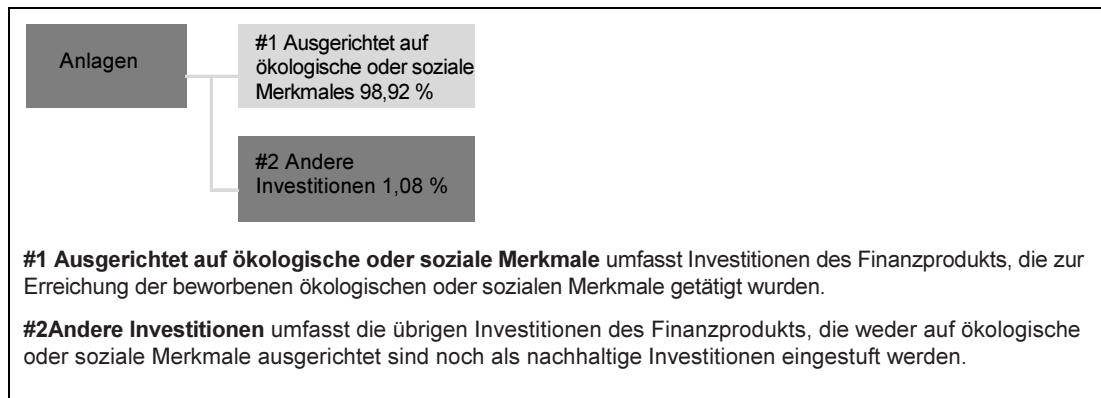 Anlagen
#1 Ausgerichtet auf
ökologische oder soziale
Merkmales 98,92 %
#2 Andere
Investitionen 1,08 %
#1 Ausgerichtet auf ökologische oder soziale Merkmale umfasst Investitionen des Finanzprodukts, die zur
Erreichung der beworbenen ökologischen oder sozialen Merkmale getätigt wurden.
#2Andere Investitionen umfasst die übrigen Investitionen des Finanzprodukts, die weder auf ökologische
oder soziale Merkmale ausgerichtet sind noch als nachhaltige Investitionen eingestuft werden.